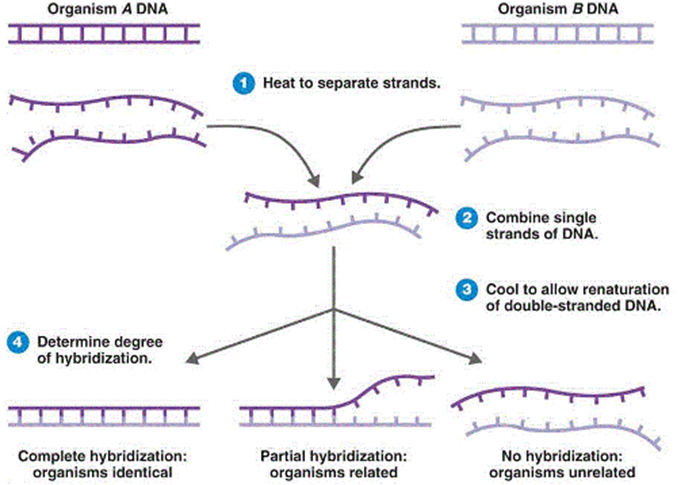 Organism A DNA
Organism B DNA
1 Heat to separate strands.
2 Combine single
strands of DNA.
3 Cool to allow renaturation
of double-stranded DNA.
4 Determine degree
of hybridization.
Complete hybridization:
organisms identical
Partial hybridization:
organisms related
No hybridization:
organisms unrelated